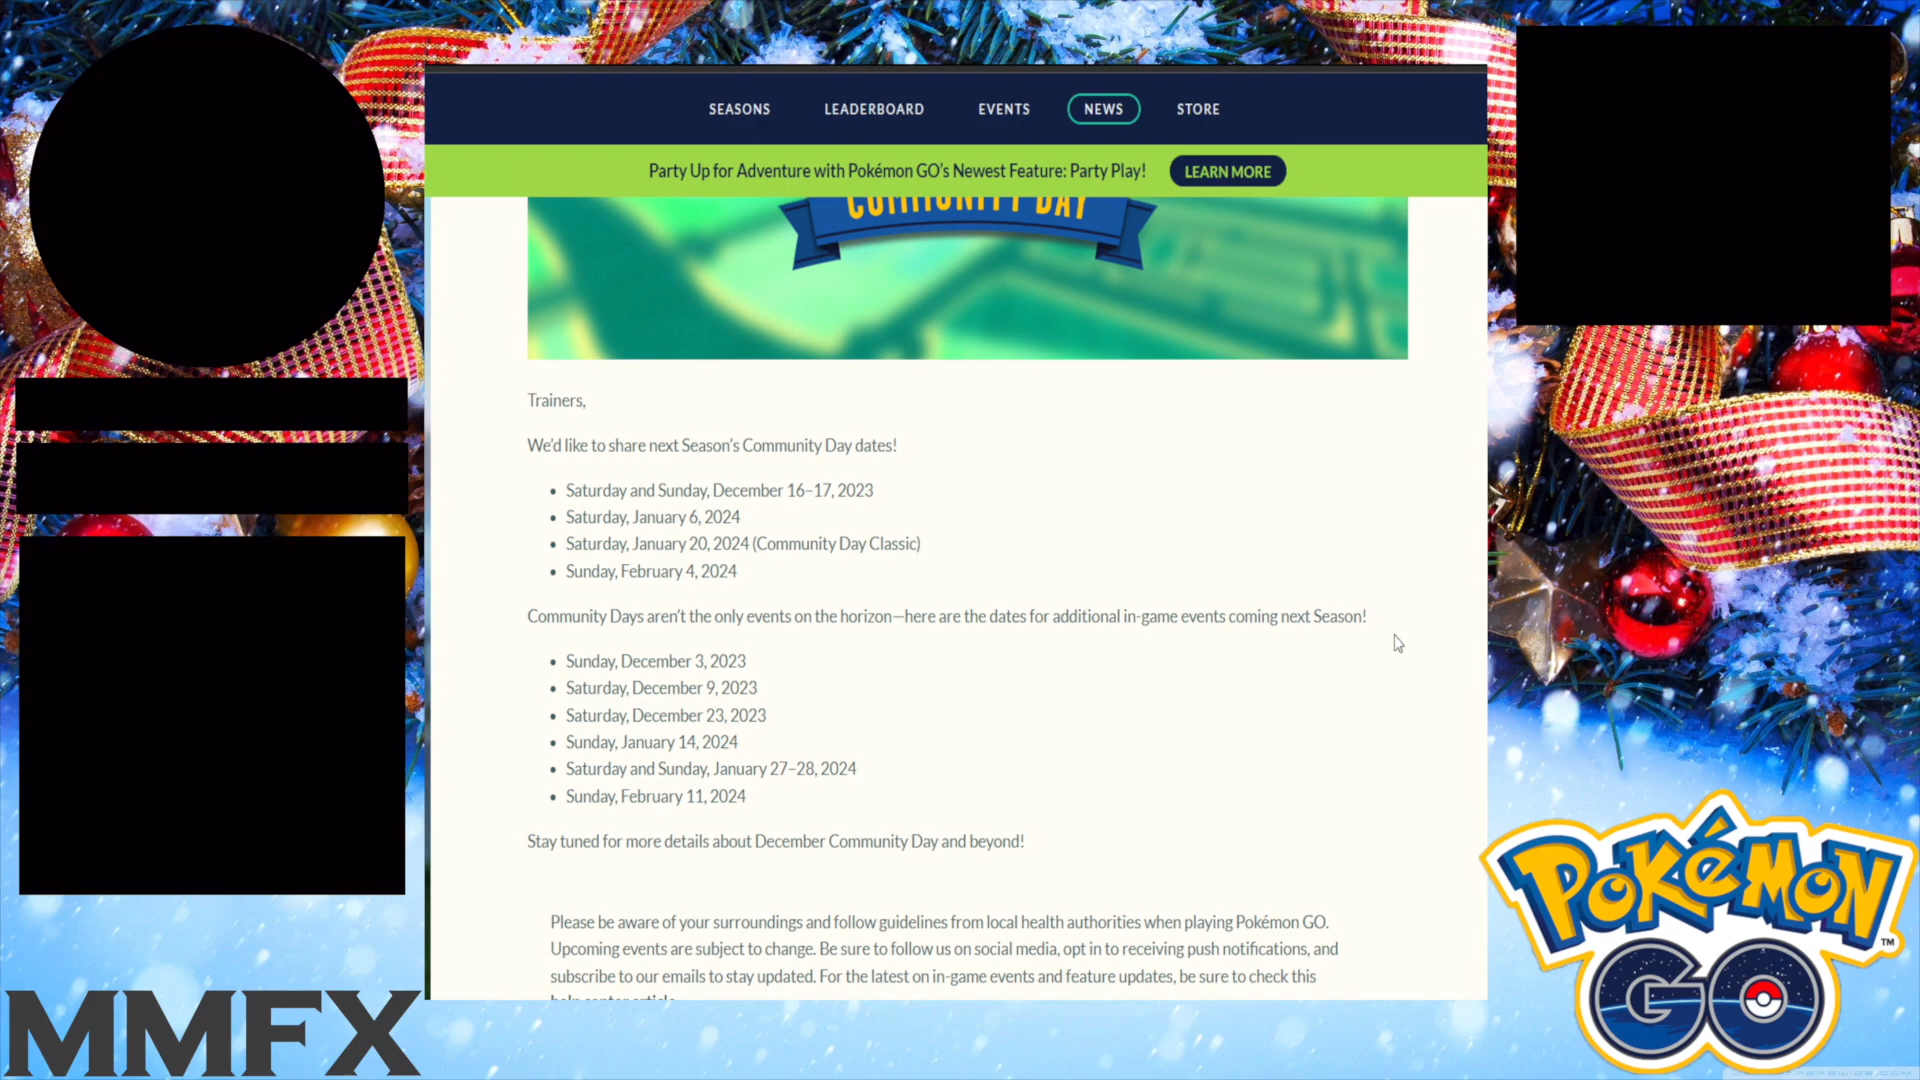 SEASONS LEADERBOARD EVENTS NEWS STORE
Party Up for Adventure with Pokémon GO's Newest Feature: Party Play! LEARN MORE
COMMUNITY DAY
Trainers,
We'd like to share next Season's Community Day dates!
• Saturday and Sunday, December 16–17, 2023
• Saturday, January 6, 2024
• Saturday, January 20, 2024 (Community Day Classic)
• Sunday, February 4, 2024
Community Days aren't the only events on the horizon—here are the dates for additional in-game events coming next Season!
• Sunday, December 3, 2023
• Saturday, December 9, 2023
• Saturday, December 23, 2023
• Sunday, January 14, 2024
• Saturday and Sunday, January 27–28, 2024
• Sunday, February 11, 2024
Stay tuned for more details about December Community Day and beyond!
Please be aware of your surroundings and follow guidelines from local health authorities when playing Pokémon GO.
Upcoming events are subject to change. Be sure to follow us on social media, opt in to receiving push notifications, and
subscribe to our emails to stay updated. For the latest on in-game events and feature updates, be sure to check this
help center article.
POKéMON
TM
GO
MMFX